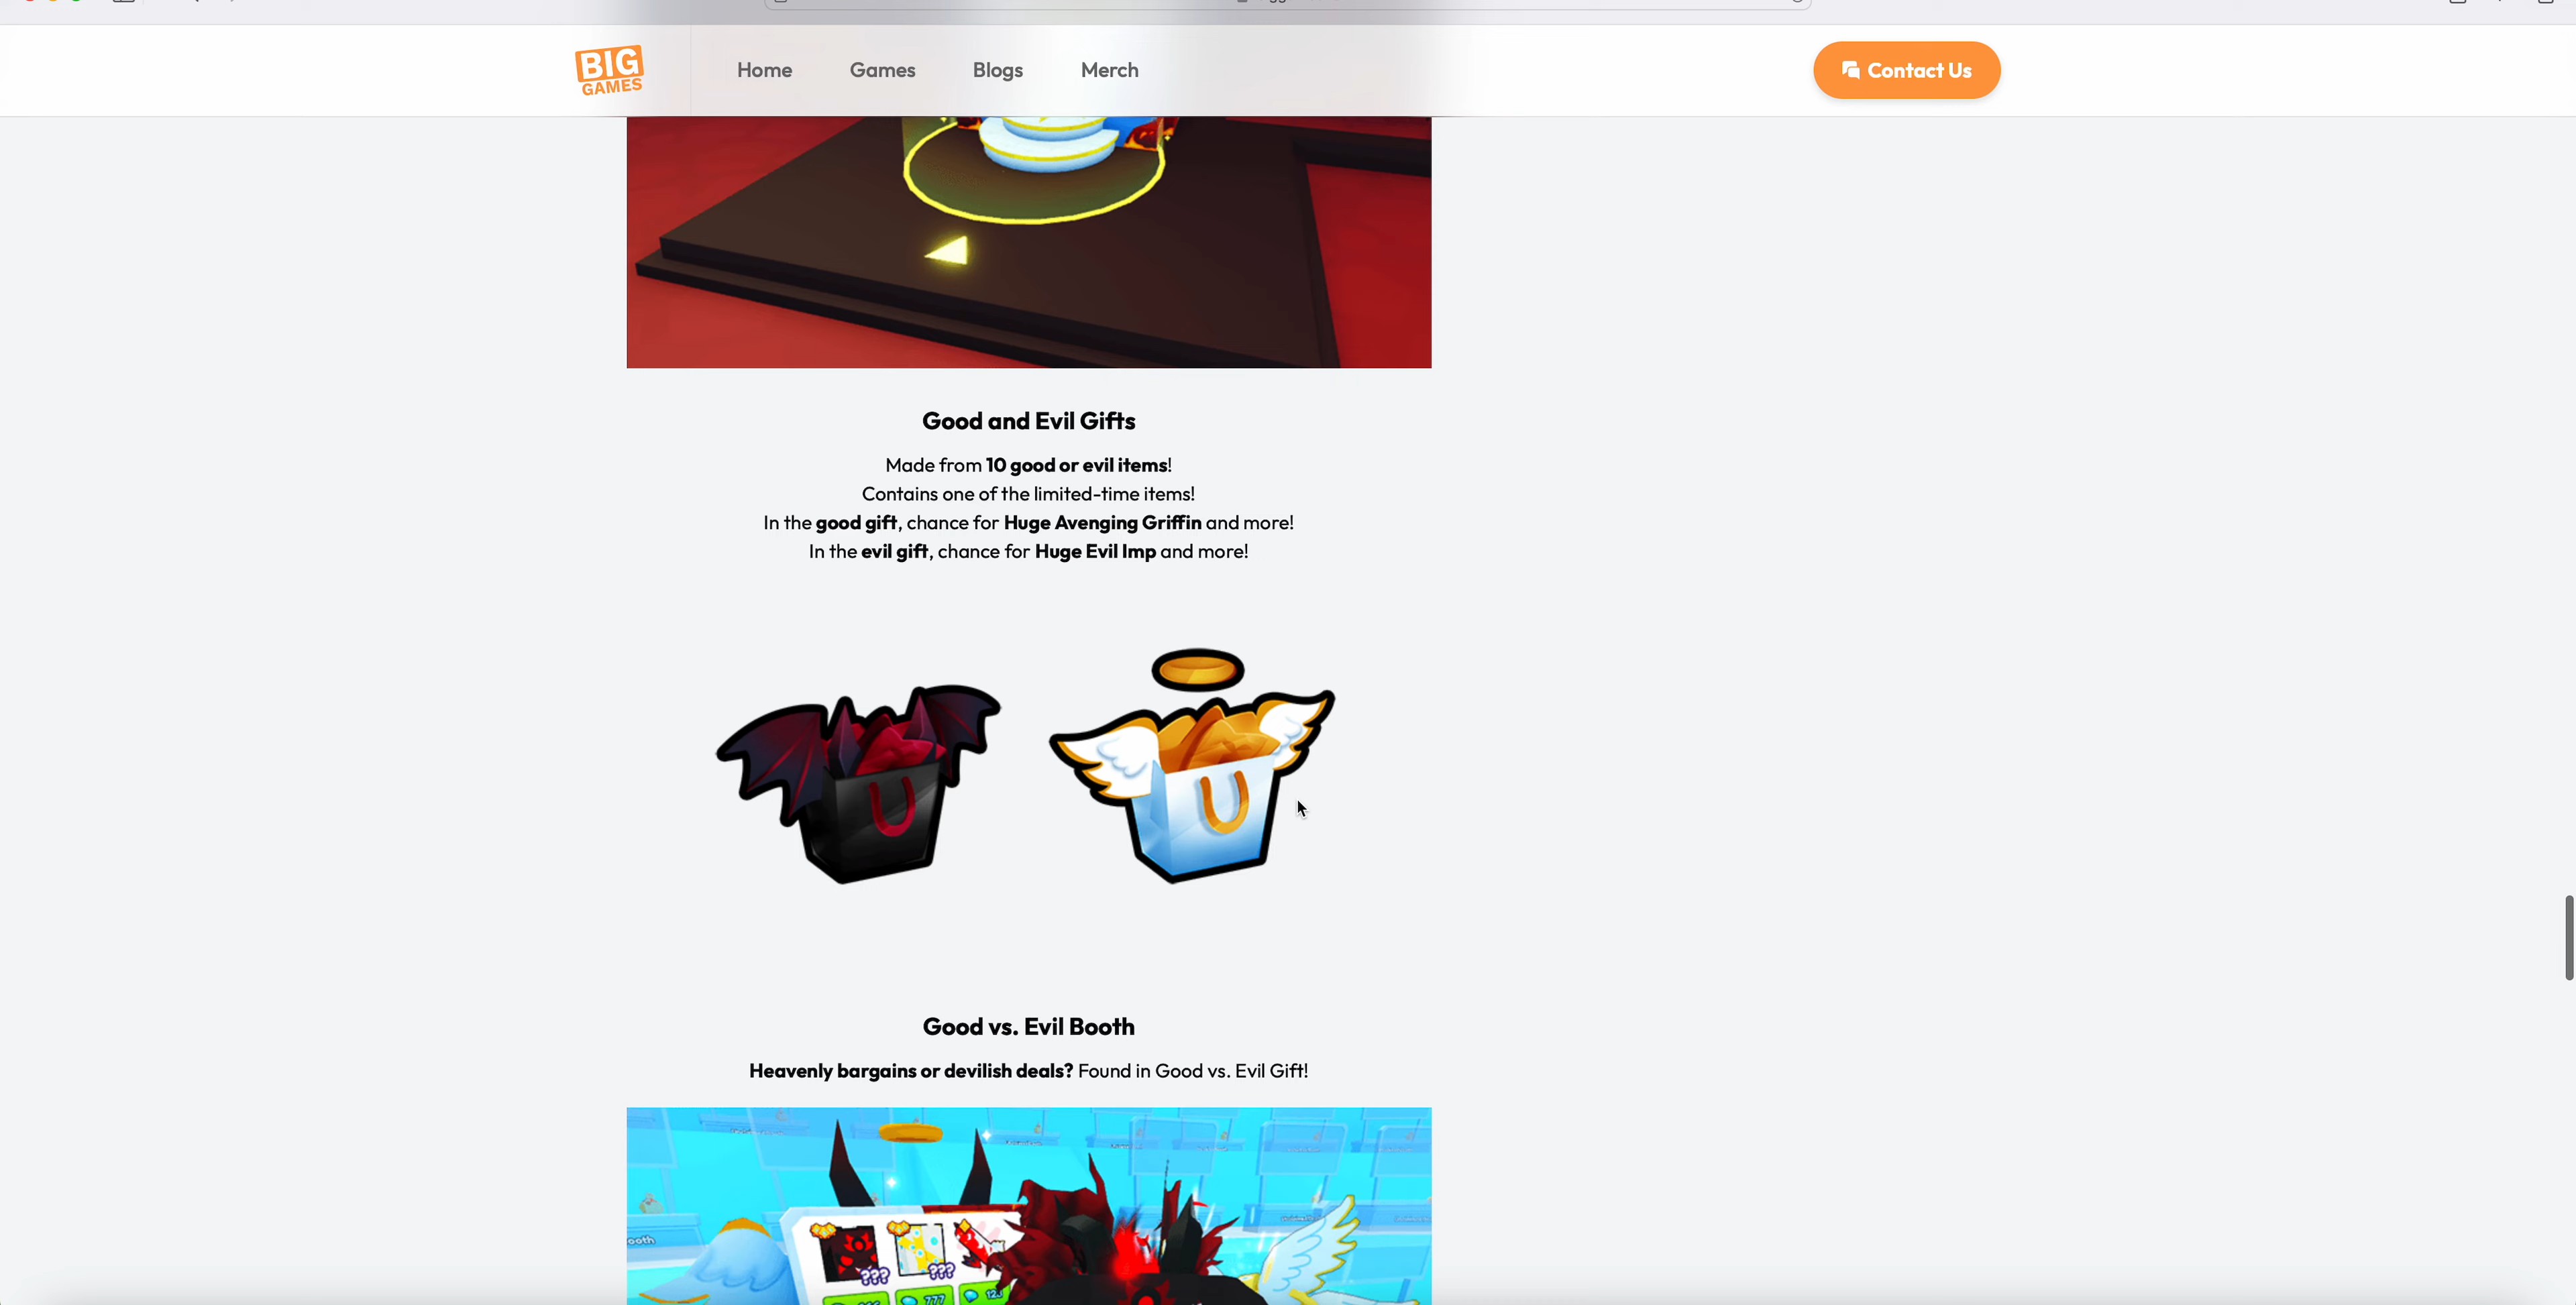 BIG
GAMES
Home
Games
Blogs
Merch
Contact Us
Good and Evil Gifts
Made from 10 good or evil items!
Contains one of the limited-time items!
In the good gift, chance for Huge Avenging Griffin and more!
In the evil gift, chance for Huge Evil Imp and more!
Good vs. Evil Booth
Heavenly bargains or devilish deals? Found in Good vs. Evil Gift!
???
???
777